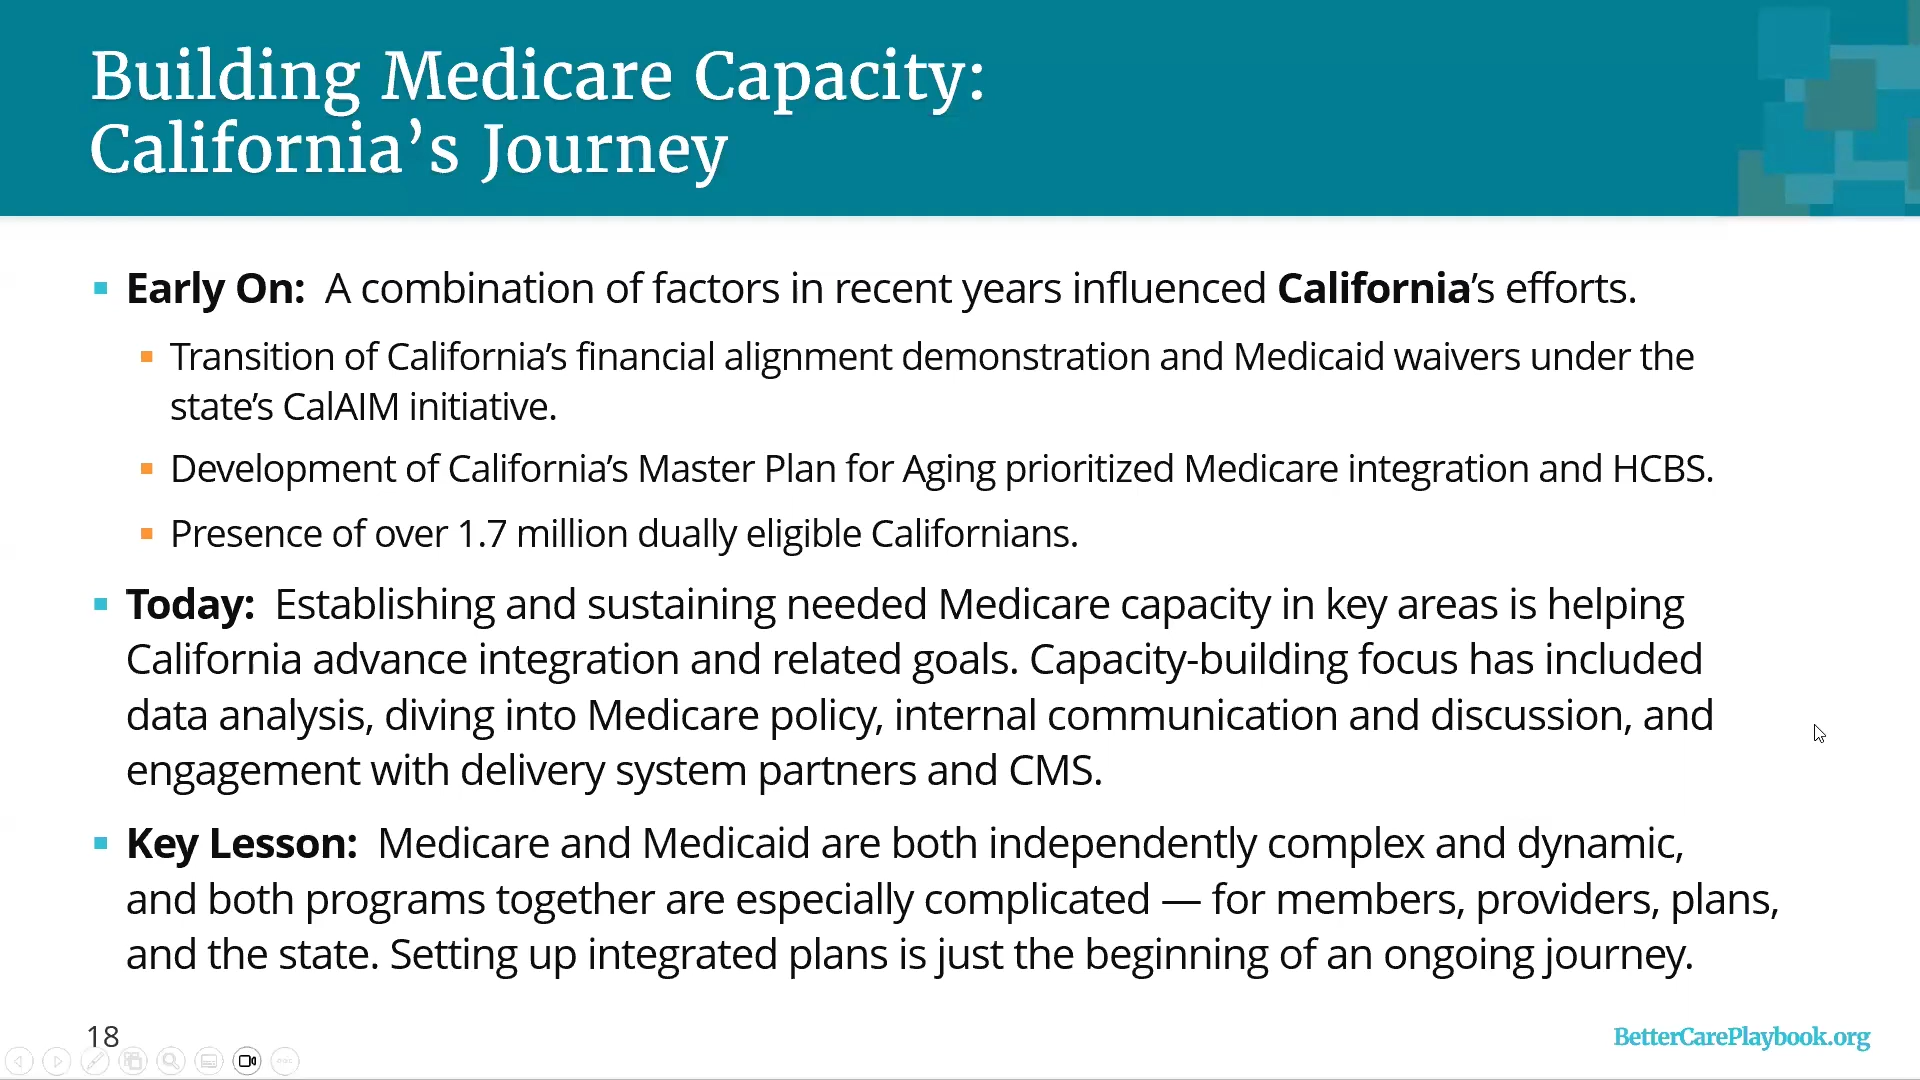 Building Medicare Capacity:
California’s Journey
Early On: A combination of factors in recent years influenced California’s efforts.
Transition of California’s financial alignment demonstration and Medicaid waivers under the
state’s CalAIM initiative.
Development of California’s Master Plan for Aging prioritized Medicare integration and HCBS.
Presence of over 1.7 million dually eligible Californians.
Today: Establishing and sustaining needed Medicare capacity in key areas is helping
California advance integration and related goals. Capacity-building focus has included
data analysis, diving into Medicare policy, internal communication and discussion, and
engagement with delivery system partners and CMS.
Key Lesson: Medicare and Medicaid are both independently complex and dynamic,
and both programs together are especially complicated — for members, providers, plans,
and the state. Setting up integrated plans is just the beginning of an ongoing journey.
18
BetterCarePlaybook.org